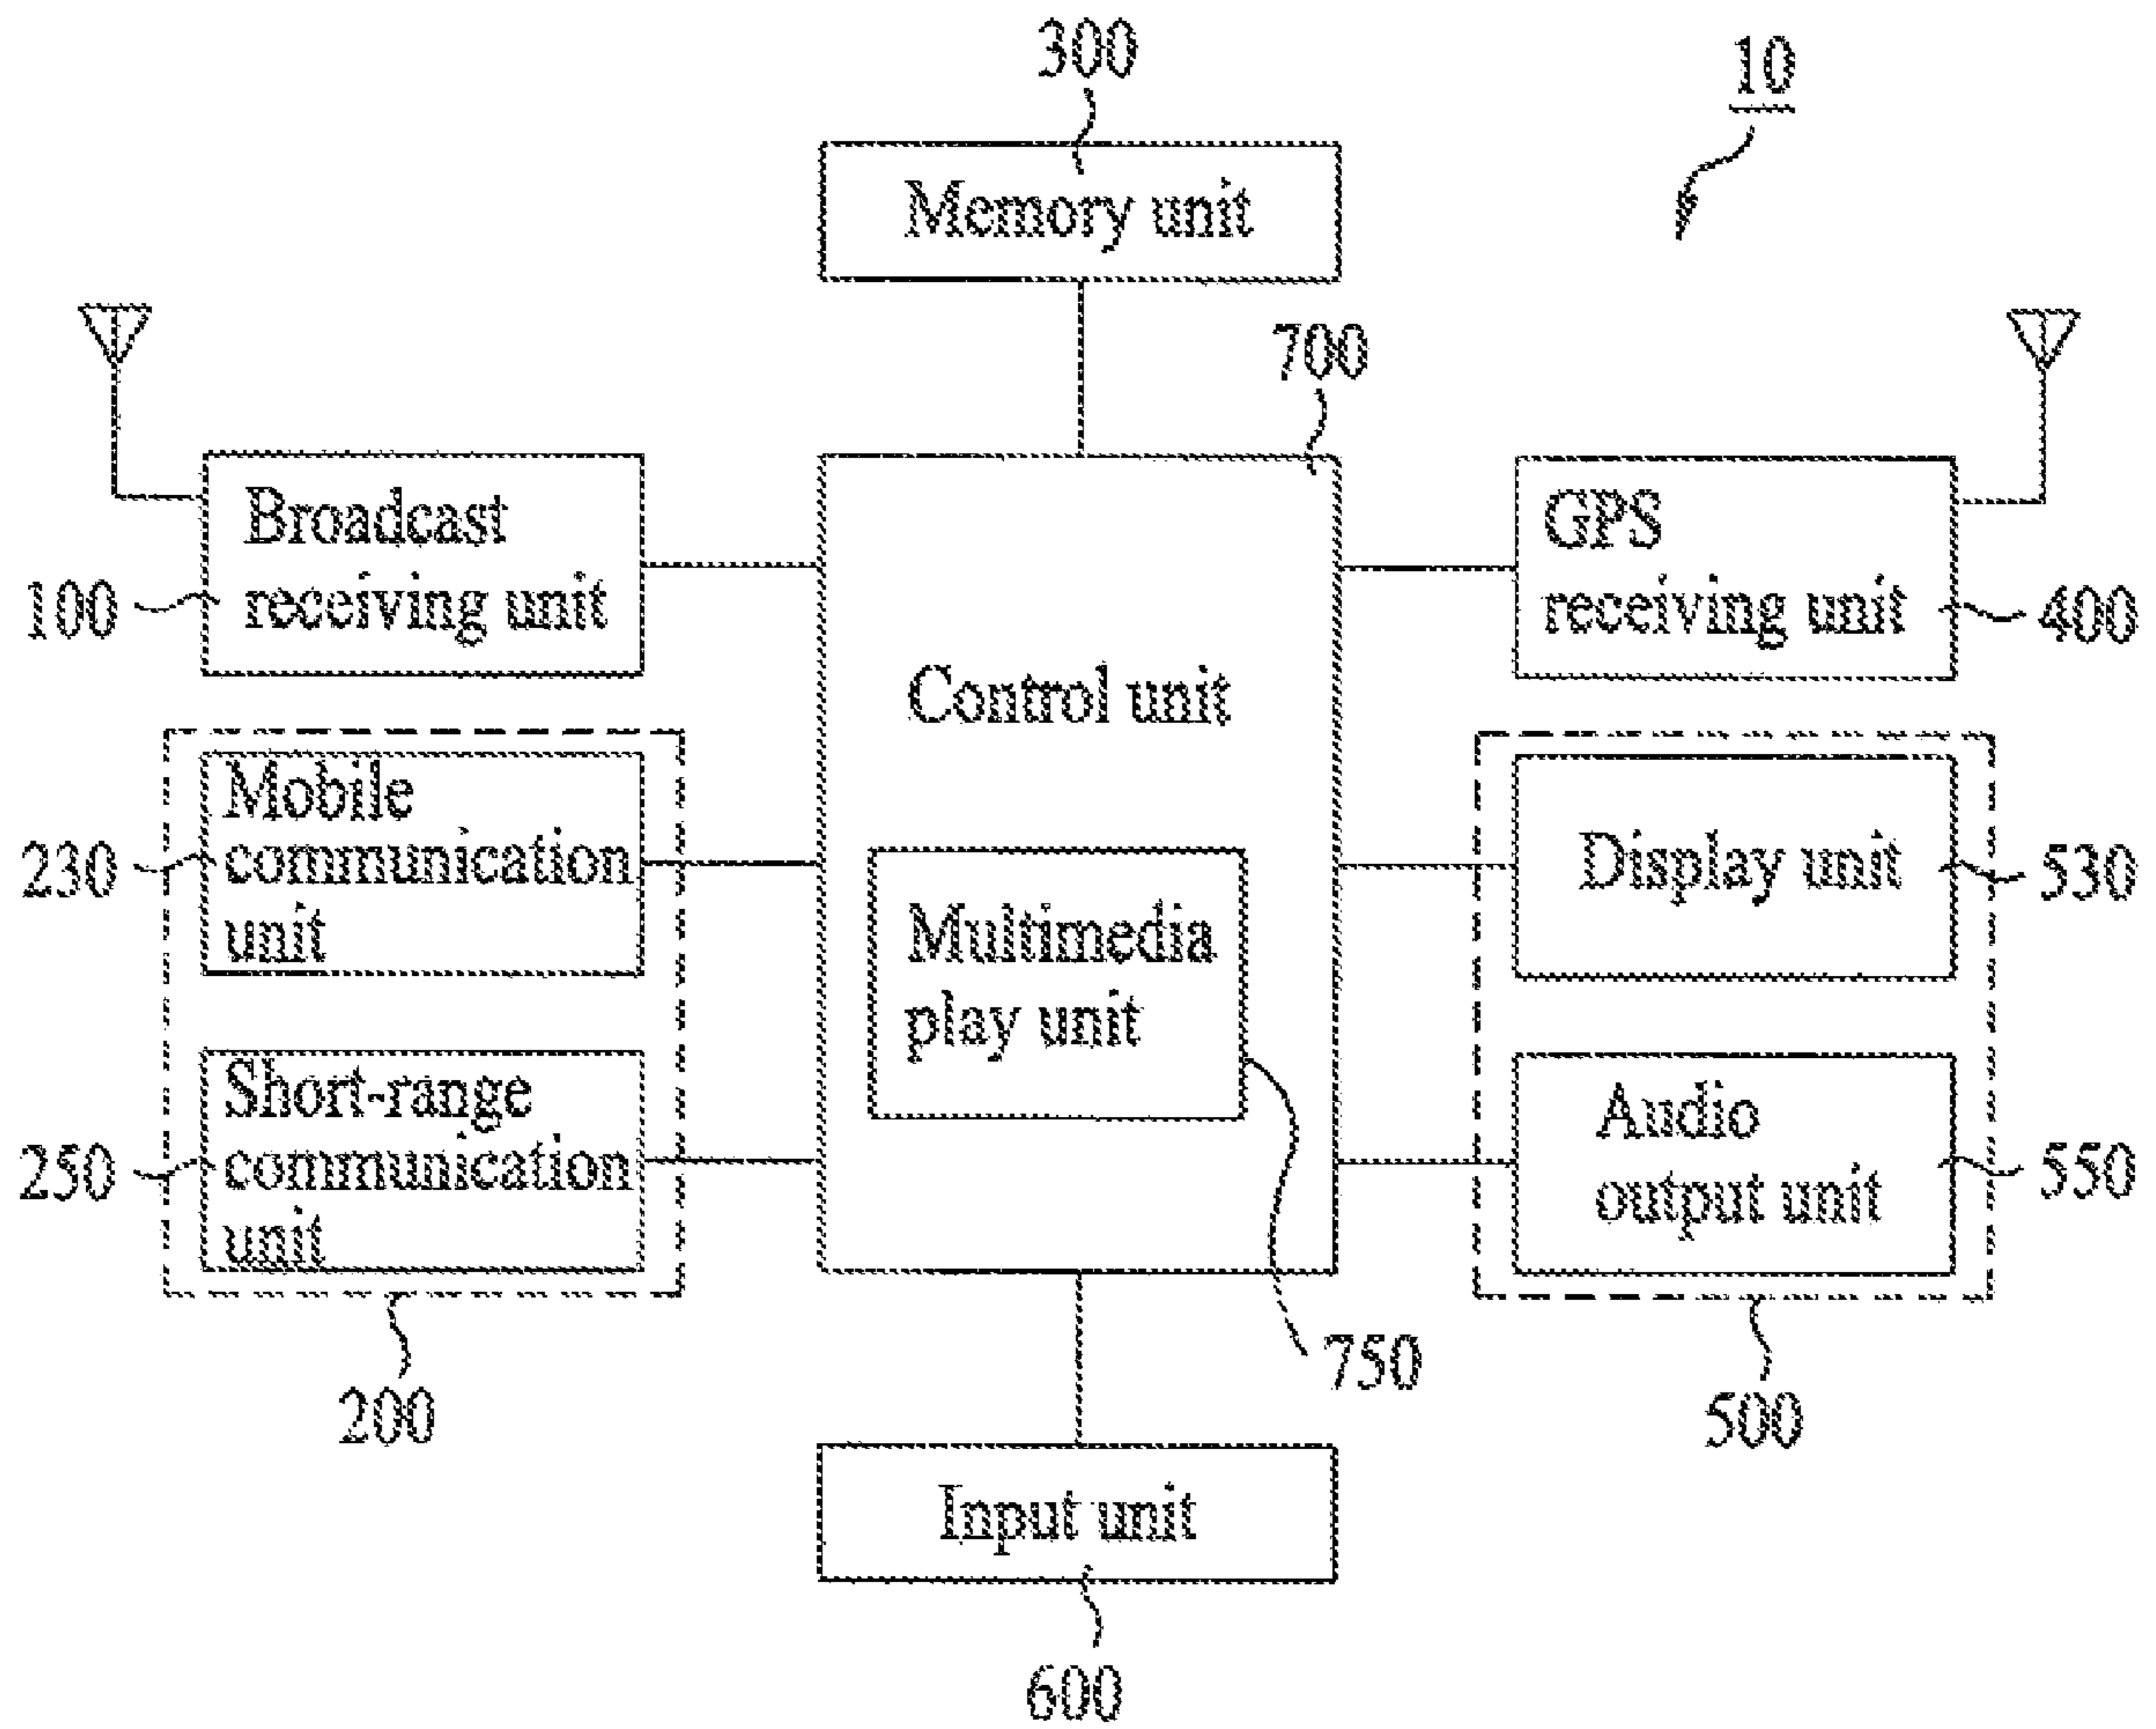 300
10
Memory unit
700
Broadcast
receiving unit
100
GPS
receiving unit
400
Control unit
Mobile
communication
unit
230
Display unit
530
Multimedia
play unit
Short-range
communication
unit
250
Audio
output unit
550
750
200
500
Input unit
600